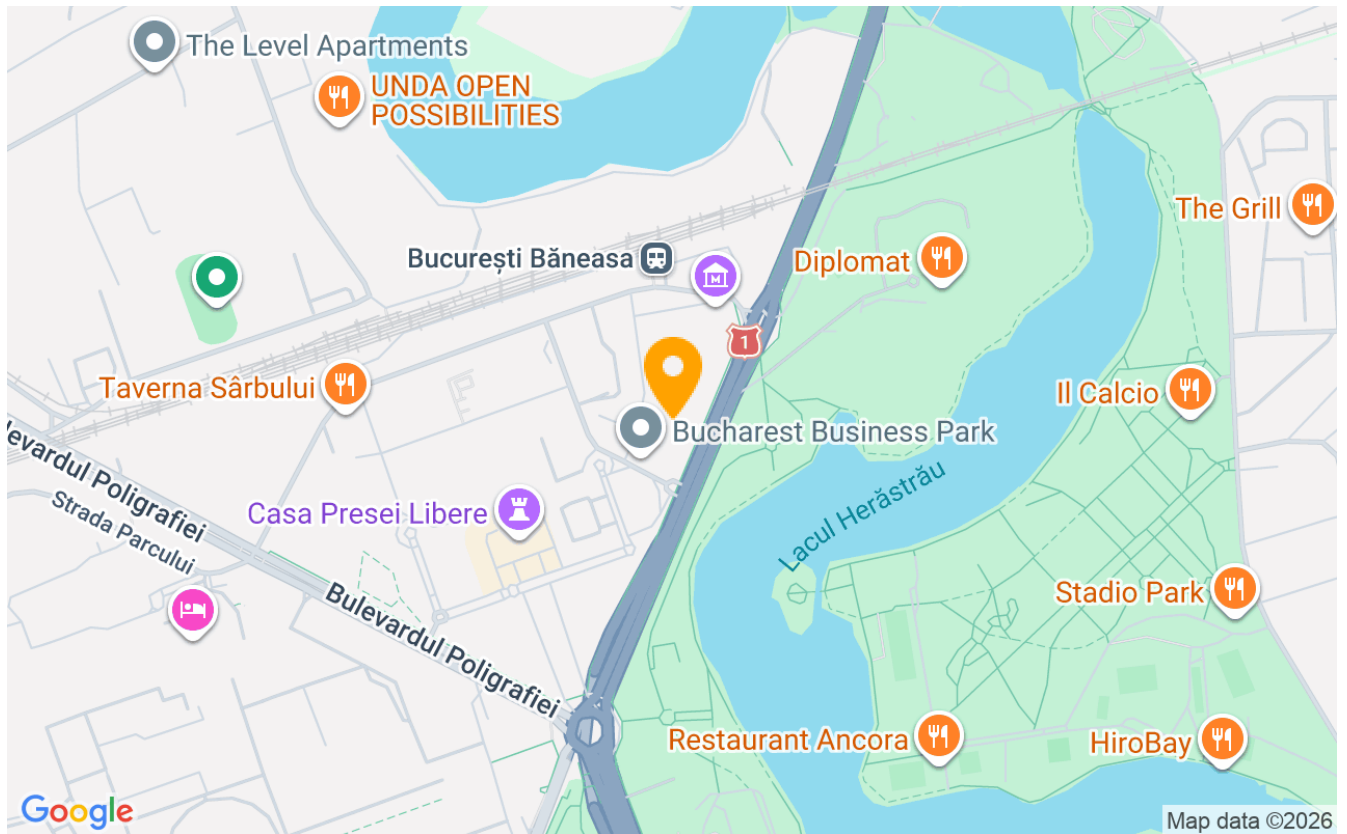 The Level Apartments
UNDA OPEN
POSSIBILITIES
The Grill
București Băneasa
Diplomat
M
1
Taverna Sârbului
Il Calcio
Bucharest Business Park
levardul Poligrafiei
Strada Parcului
Casa Presei Libere
Lacul Herăstrău
Bulevardul Poligrafiei
Stadio Park
Restaurant Ancora
HiroBay
Google
Map data ©2026